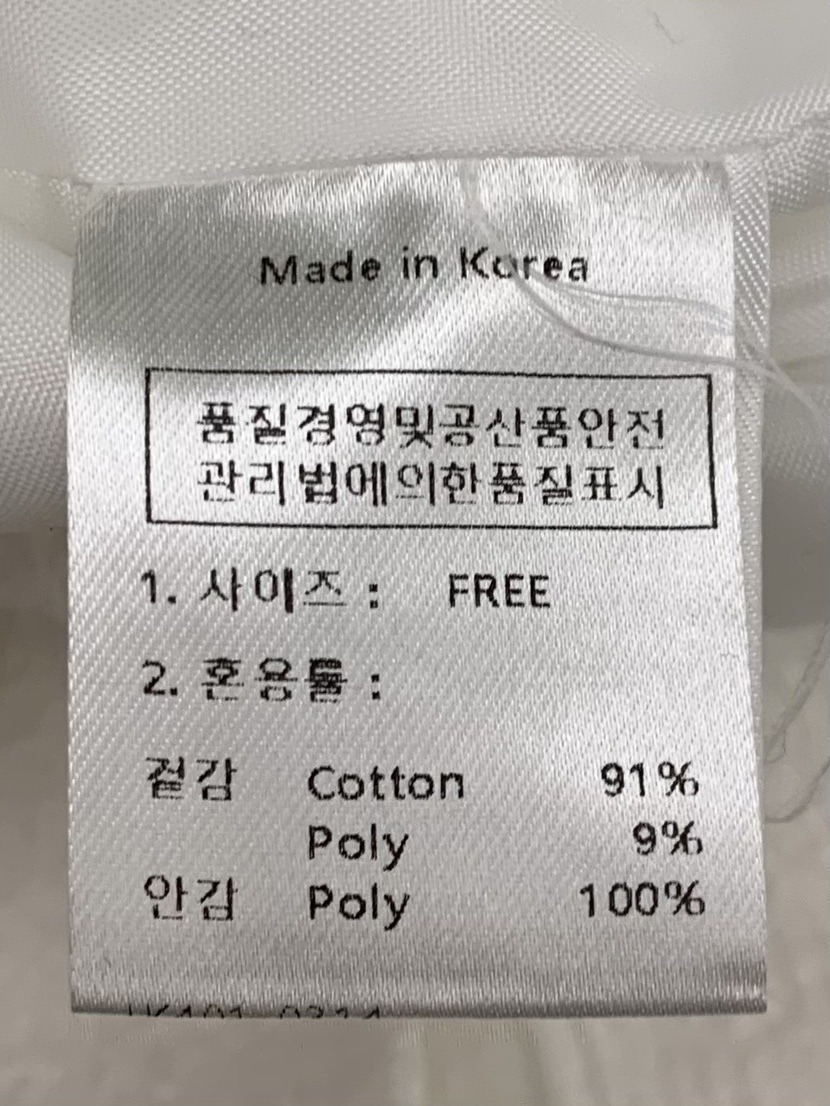 Made in Korea
품질경영및공산품안전
관리법에의한품질표시
1. 사이즈 : FREE
2. 혼용률 :
겉감 Cotton 91%
Poly 9%
안감 Poly 100%